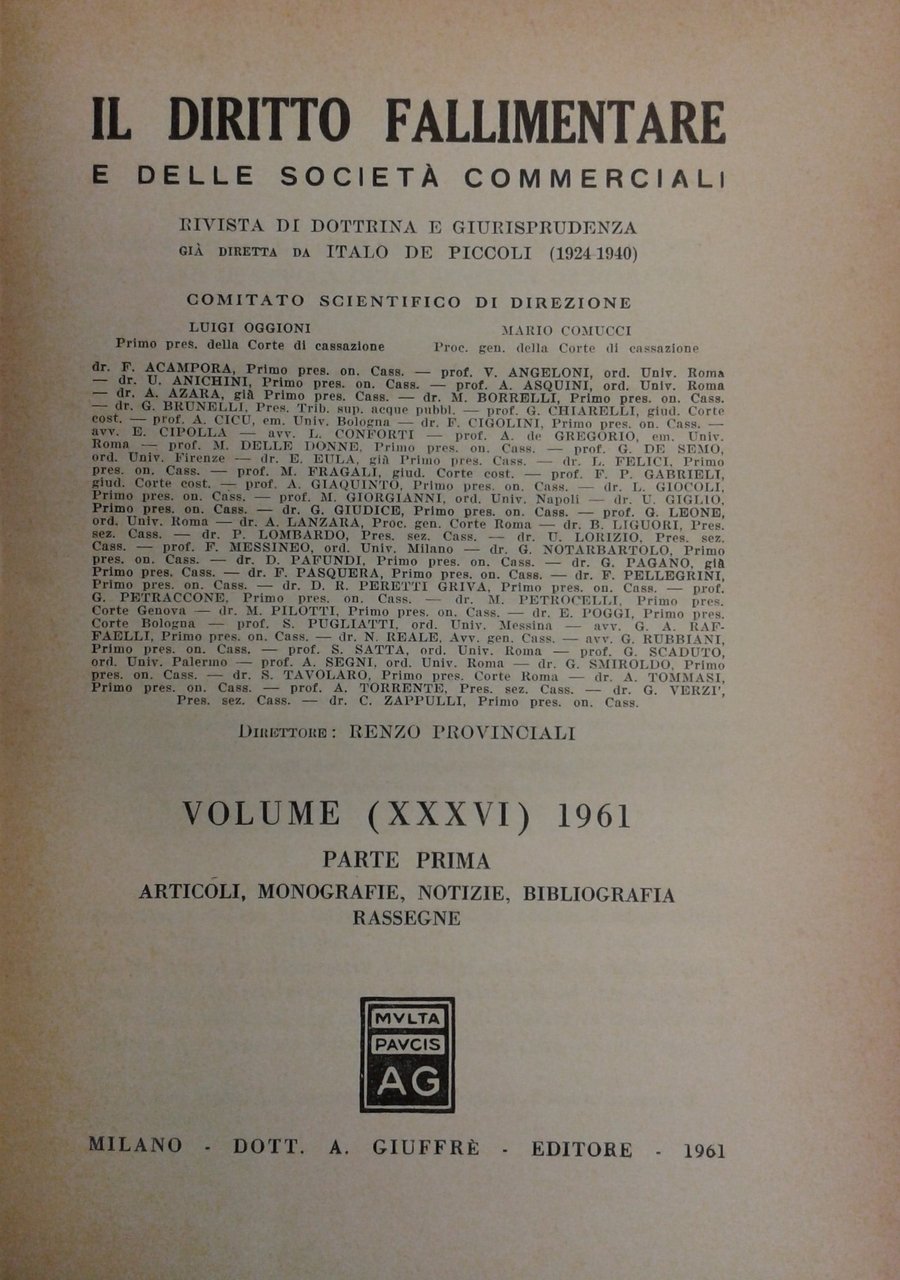 IL DIRITTO FALLIMENTARE
E DELLE SOCIETÀ COMMERCIALI
RIVISTA DI DOTTRINA E GIURISPRUDENZA
GIÀ DIRETTA DA ITALO DE PICCOLI (1924-1940)
COMITATO SCIENTIFICO DI DIREZIONE
LUIGI OGGIONI
Primo pres. della Corte di cassazione
MARIO COMUCCI
Proc. gen. della Corte di cassazione
dr. F. ACAMPORA, Primo pres. on. Cass. — prof. V. ANGELONI, ord. Univ. Roma
— dr. U. ANICHINI, Primo pres. on. Cass. — prof. A. ASQUINI, ord. Univ. Roma
— dr. A. AZARA, già Primo pres. Cass. — dr. M. BORRELLI, Primo pres. on. Cass.
— dr. G. BRUNELLI, Pres. Trib. sup. acque pubbl. — prof. G. CHIARELLI, giud. Corte
cost. — prof. A. CICU, em. Univ. Bologna — dr. F. CIGOLINI, Primo pres. on. Cass. —
avv. E. CIPOLLA — avv. L. CONFORTI — prof. A. de GREGORIO, em. Univ.
Roma — prof. M. DELLE DONNE, Primo pres. on. Cass. — prof. G. DE SEMO,
ord. Univ. Firenze — dr. E. EULA, già Primo pres. Cass. — dr. L. FELICI, Primo
pres. on. Cass. — prof. M. FRAGALI, giud. Corte cost. — prof. F. P. GABRIELI,
giud. Corte cost. — prof. A. GIAQUINTO, Primo pres. on. Cass. — dr. L. GIOCOLI,
Primo pres. on. Cass. — prof. M. GIORGIANNI, ord. Univ. Napoli — dr. U. GIGLIO,
Primo pres. on. Cass. — dr. G. GIUDICE, Primo pres. on. Cass. — prof. G. LEONE,
ord. Univ. Roma — dr. A. LANZARA, Proc. gen. Corte Roma — dr. B. LIGUORI, Pres.
sez. Cass. — dr. P. LOMBARDO, Pres. sez. Cass. — dr. U. LORIZIO, Pres. sez.
Cass. — prof. F. MESSINEO, ord. Univ. Milano — dr. G. NOTARBARTOLO, Primo
pres. on. Cass. — dr. D. PAFUNDI, Primo pres. on. Cass. — dr. G. PAGANO, già
Primo pres. Cass. — dr. F. PASQUERA, Primo pres. on. Cass. — dr. F. PELLEGRINI,
Primo pres. on. Cass. — dr. D. R. PERETTI GRIVA, Primo pres. on. Cass. — prof.
G. PETRACCONE, Primo pres. on. Cass. — dr. M. PETROCELLI, Primo pres.
Corte Genova — dr. M. PILOTTI, Primo pres. on. Cass. — dr. E. POGGI, Primo pres.
Corte Bologna — prof. S. PUGLIATTI, ord. Univ. Messina — avv. G. A. RAF-
FAELLI, Primo pres. on. Cass. — dr. N. REALE, Avv. gen. Cass. — avv. G. RUBBIANI,
Primo pres. on. Cass. — prof. S. SATTA, ord. Univ. Roma — prof. G. SCADUTO,
ord. Univ. Palermo — prof. A. SEGNI, ord. Univ. Roma — dr. G. SMIROLDO, Primo
pres. on. Cass. — dr. S. TAVOLARO, Primo pres. Corte Roma — dr. A. TOMMASI,
Primo pres. on. Cass. — prof. A. TORRENTE, Pres. sez. Cass. — dr. G. VERZI',
Pres. sez. Cass. — dr. C. ZAPPULLI, Primo pres. on. Cass.
DIRETTORE: RENZO PROVINCIALI
VOLUME (XXXVI) 1961
PARTE PRIMA
ARTICOLI, MONOGRAFIE, NOTIZIE, BIBLIOGRAFIA
RASSEGNE
MVLTA
PAVCIS
AG
MILANO - DOTT. A. GIUFFRÈ - EDITORE - 1961